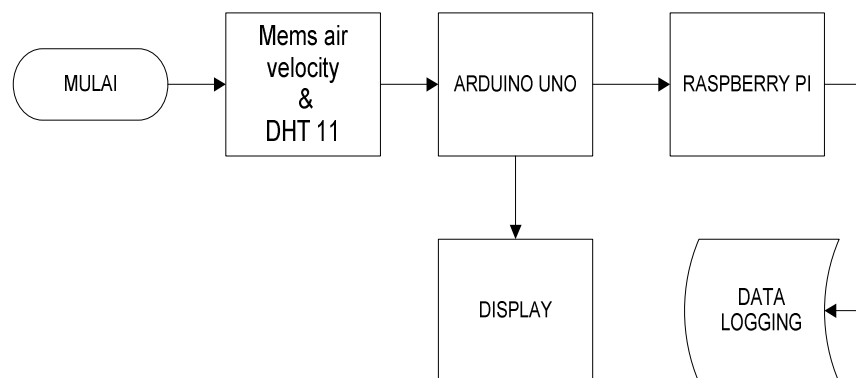 MULAI
Mems air
velocity
&
DHT 11
ARDUINO UNO
RASPBERRY PI
DISPLAY
DATA
LOGGING